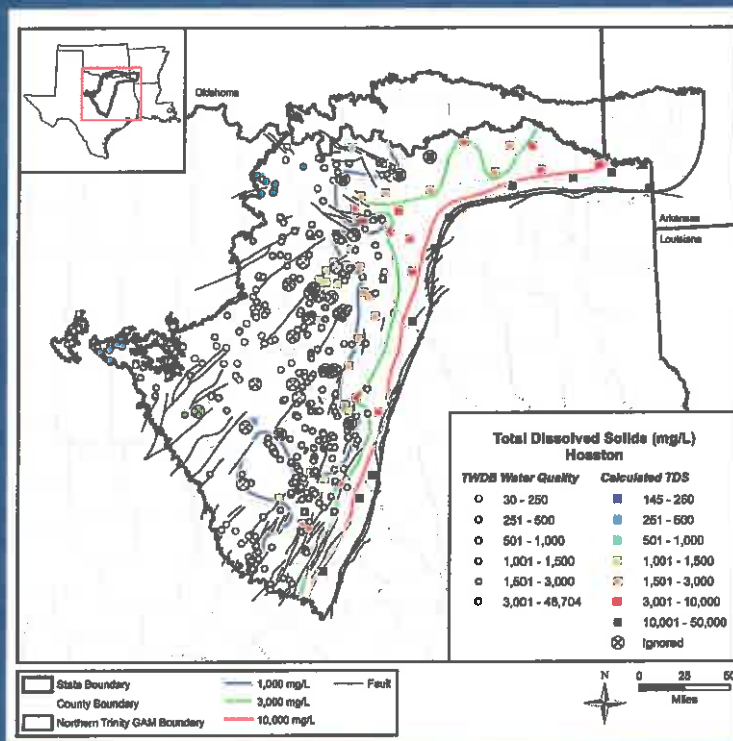 Oklahoma
Arkansas
Louisiana
Total Dissolved Solids (mg/L)
Hosston
TWDB Water Quality
30 - 250
251 - 500
501 - 1,000
1,001 - 1,500
1,501 - 3,000
3,001 - 48,704
Calculated TDS
145 - 250
251 - 500
501 - 1,000
1,001 - 1,500
1,501 - 3,000
3,001 - 10,000
10,001 - 50,000
Ignored
State Boundary
County Boundary
Northern Trinity GAM Boundary
1,000 mg/L
3,000 mg/L
10,000 mg/L
Fault
N
0 25 50
Miles